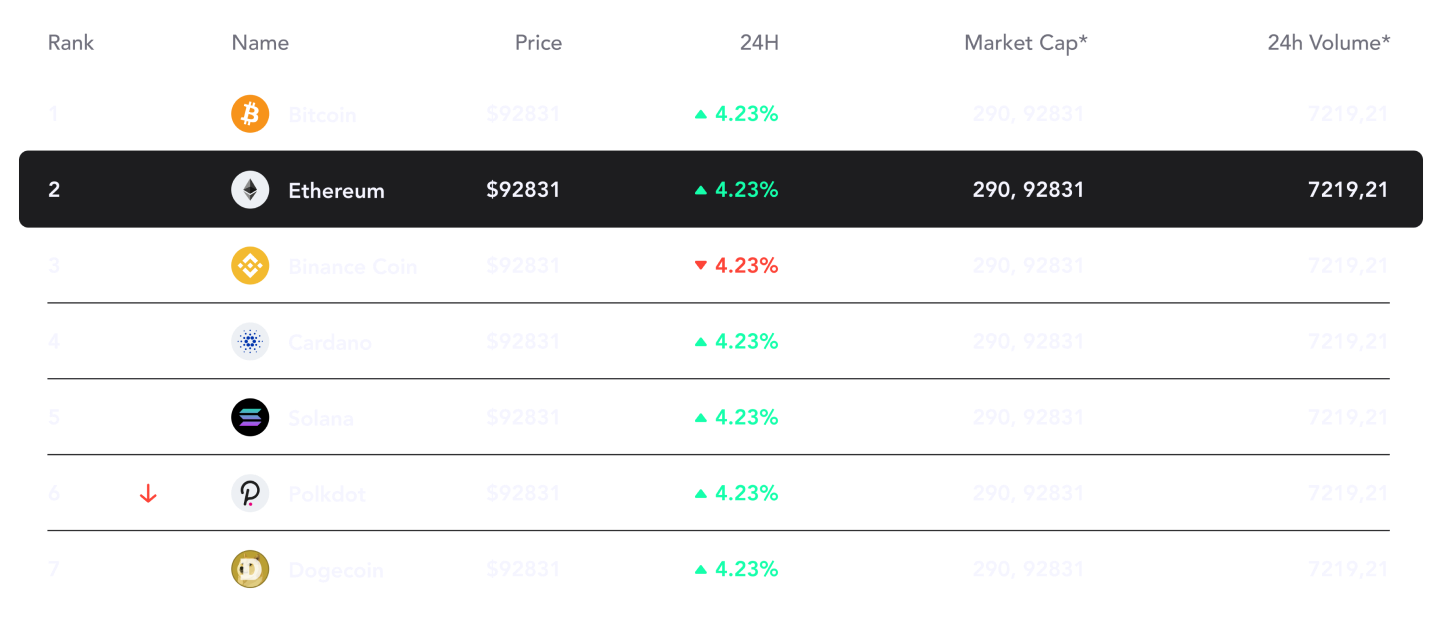 Rank Name Price 24H Market Cap* 24h Volume*
1 Bitcoin $92831 4.23% 290, 92831 7219,21
2 Ethereum $92831 4.23% 290, 92831 7219,21
3 Binance Coin $92831 4.23% 290, 92831 7219,21
4 Cardano $92831 4.23% 290, 92831 7219,21
5 Solana $92831 4.23% 290, 92831 7219,21
6 Polkdot $92831 4.23% 290, 92831 7219,21
7 Dogecoin $92831 4.23% 290, 92831 7219,21